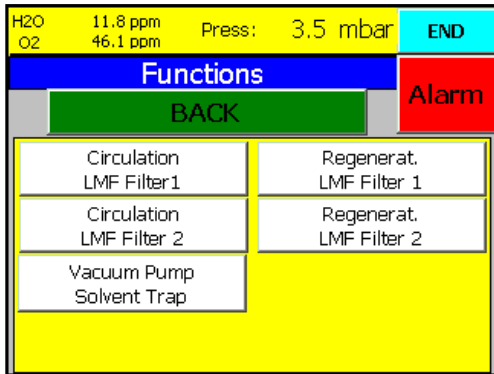 H2O 11.8 ppm Press: 3.5 mbar END
O2 46.1 ppm
Functions
Alarm
BACK
Circulation
LMF Filter1
Regenerat.
LMF Filter 1
Circulation
LMF Filter 2
Regenerat.
LMF Filter 2
Vacuum Pump
Solvent Trap